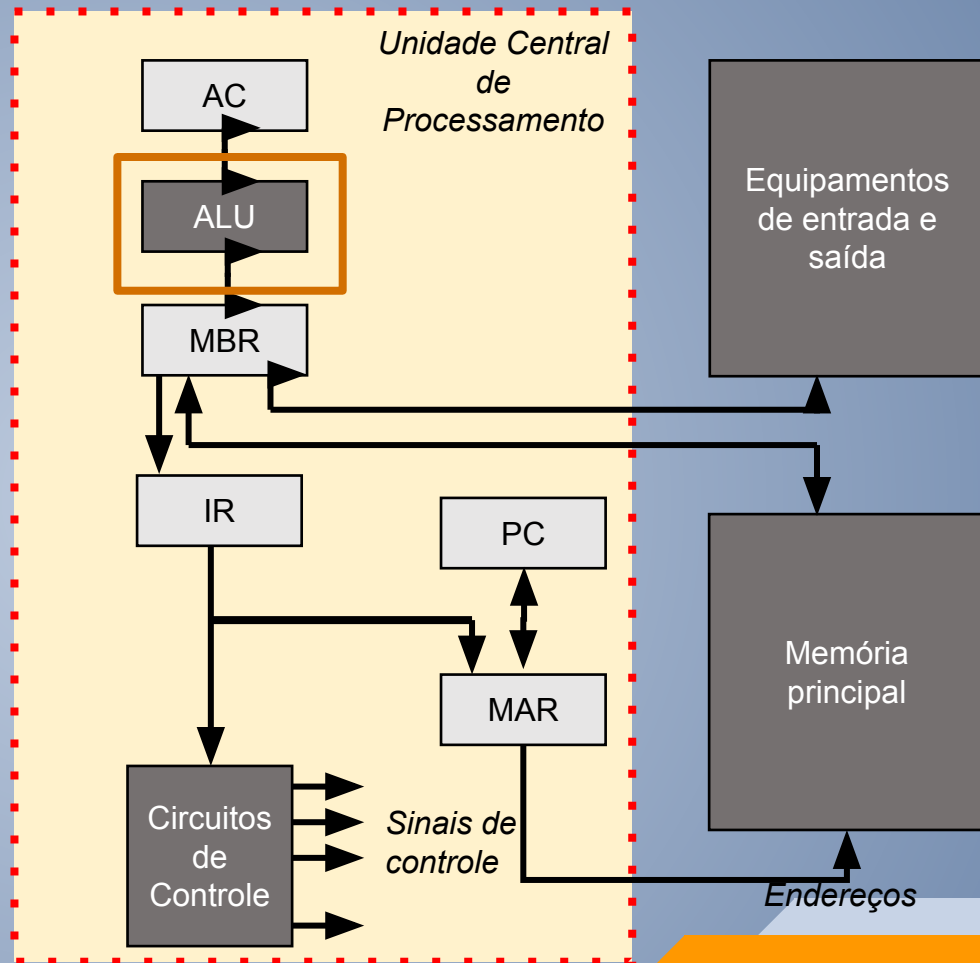 Unidade Central
de
Processamento
AC
ALU
MBR
IR
PC
MAR
Circuitos
de
Controle
Sinais de
controle
Equipamentos
de entrada e
saída
Memória
principal
Endereços